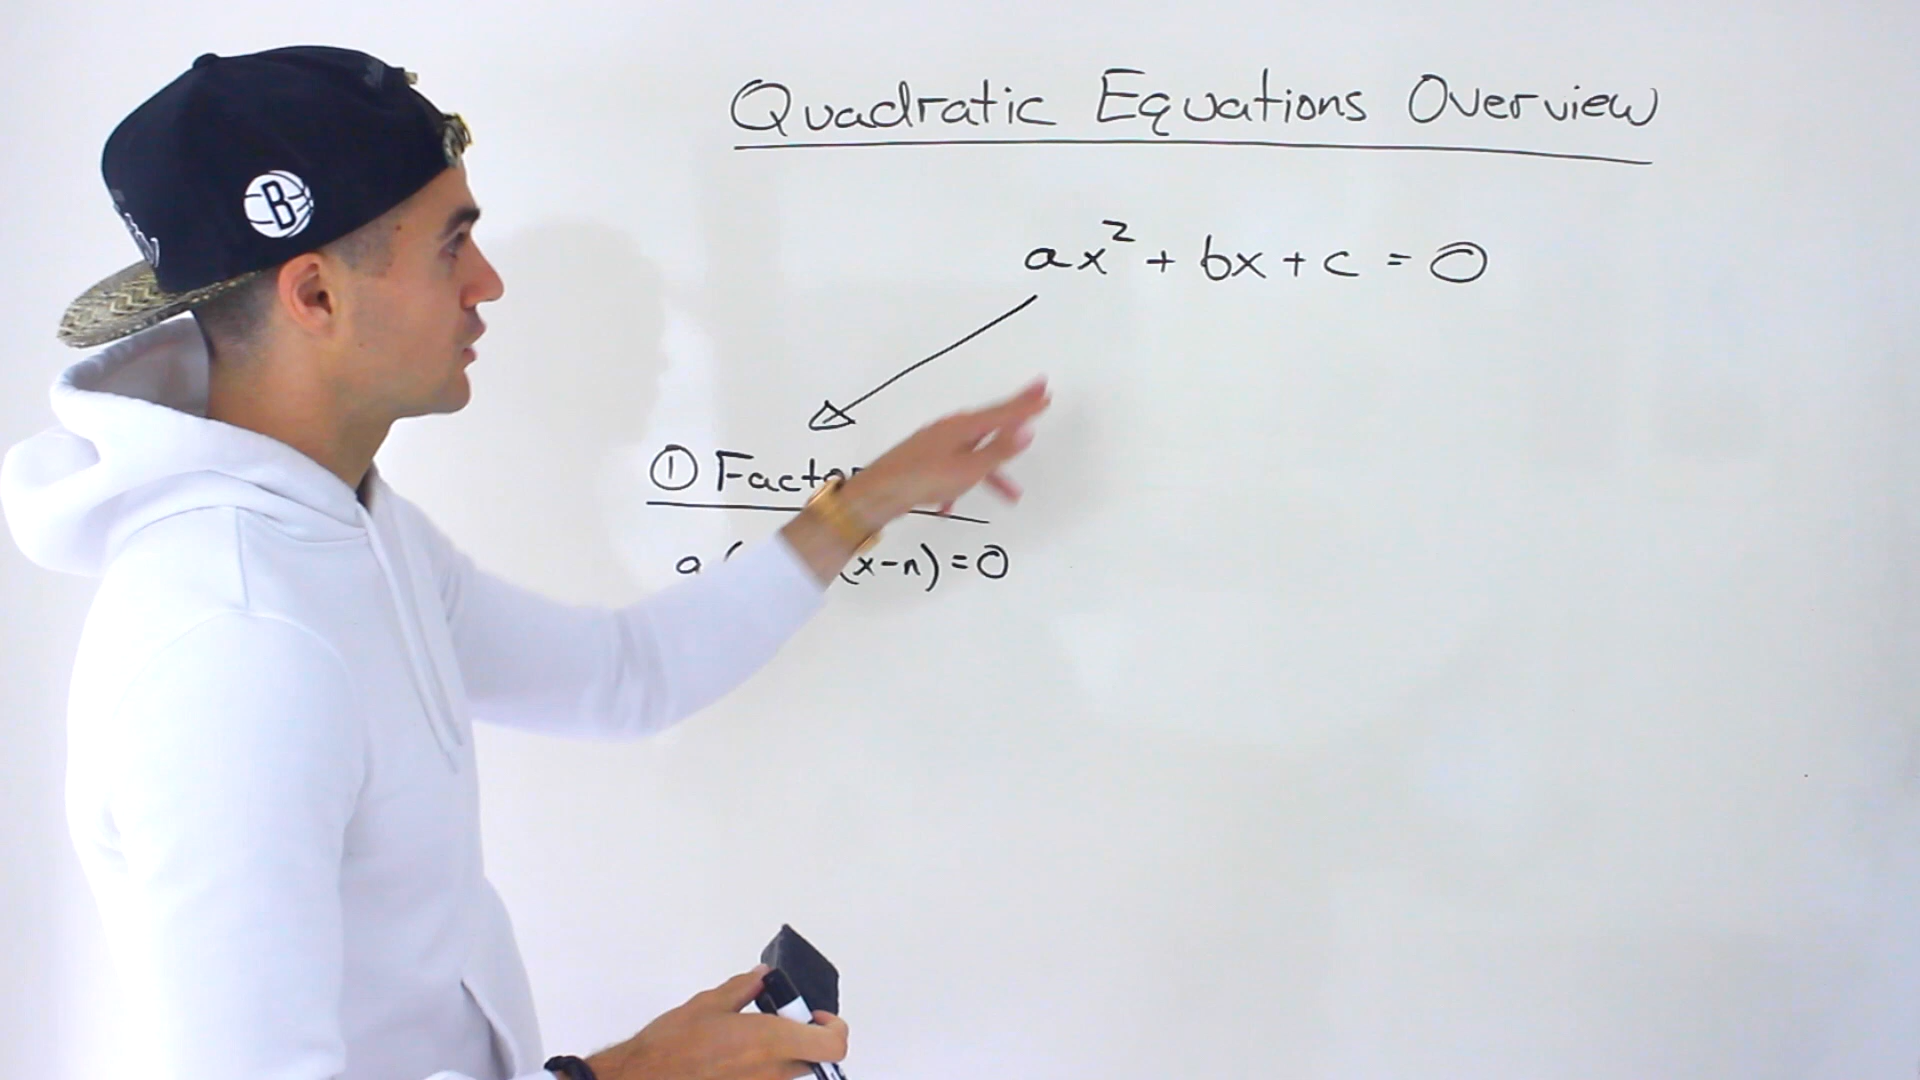 Quadratic Equations Overview
ax² + bx + c = 0
① Factor
a ( (x-n) = 0
B